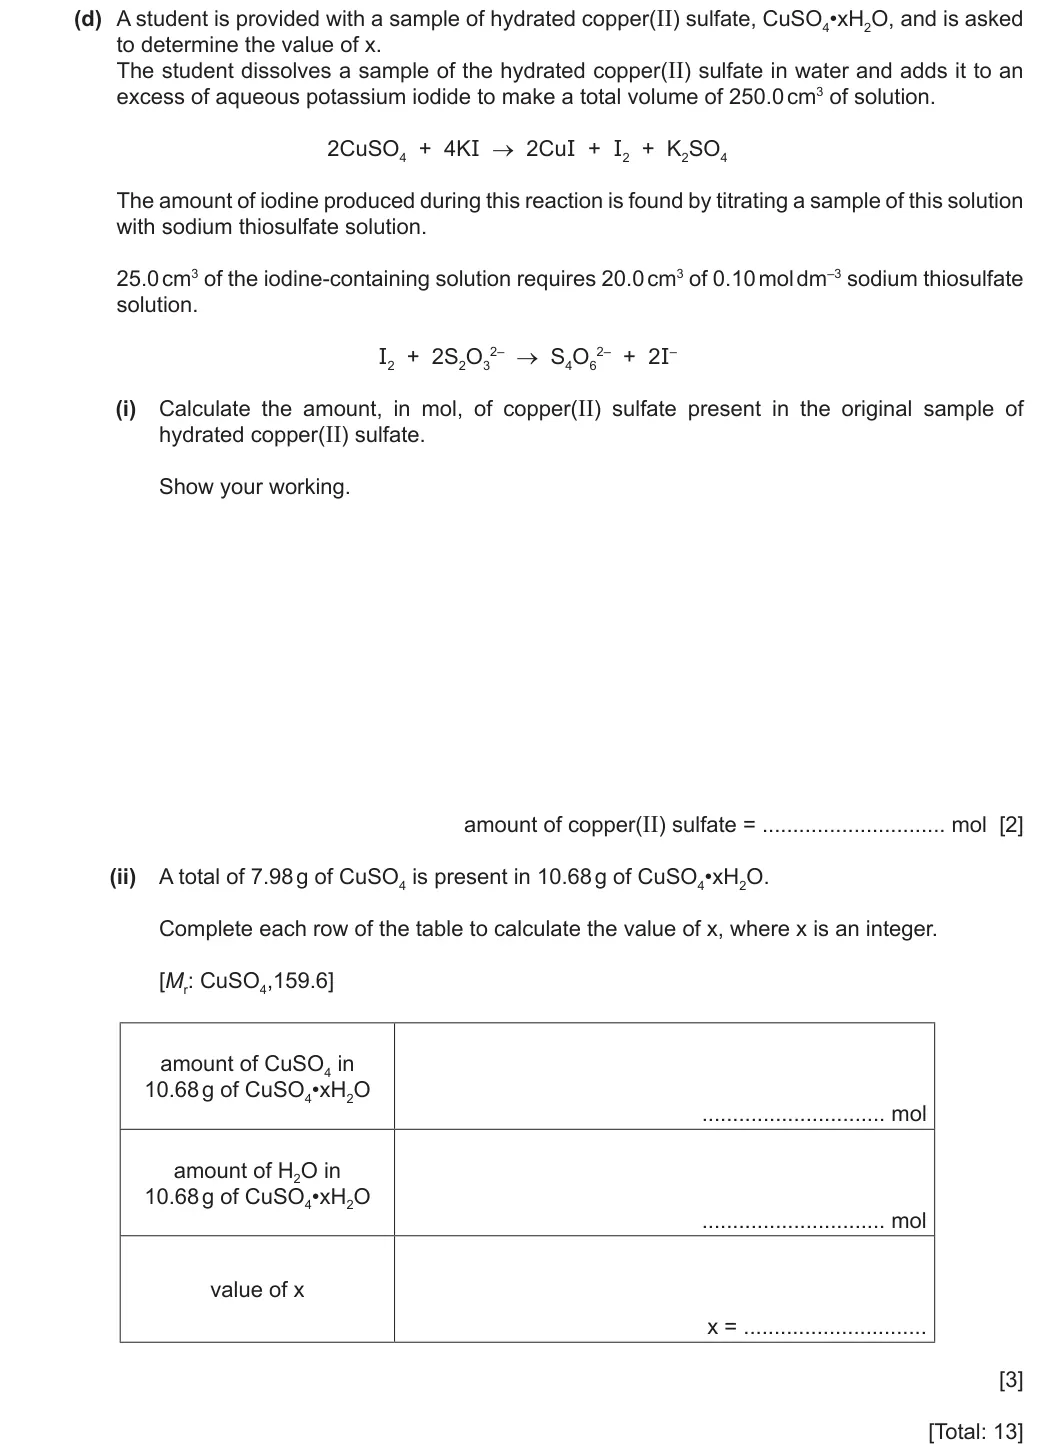 (d) A student is provided with a sample of hydrated copper(II) sulfate, CuSO₄•xH₂O, and is asked
to determine the value of x.
The student dissolves a sample of the hydrated copper(II) sulfate in water and adds it to an
excess of aqueous potassium iodide to make a total volume of 250.0 cm³ of solution.
2CuSO₄ + 4KI → 2CuI + I₂ + K₂SO₄
The amount of iodine produced during this reaction is found by titrating a sample of this solution
with sodium thiosulfate solution.
25.0 cm³ of the iodine-containing solution requires 20.0 cm³ of 0.10 mol dm⁻³ sodium thiosulfate
solution.
I₂ + 2S₂O₃²⁻ → S₄O₆²⁻ + 2I⁻
(i) Calculate the amount, in mol, of copper(II) sulfate present in the original sample of
hydrated copper(II) sulfate.
Show your working.
amount of copper(II) sulfate = .............................. mol [2]
(ii) A total of 7.98 g of CuSO₄ is present in 10.68 g of CuSO₄•xH₂O.
Complete each row of the table to calculate the value of x, where x is an integer.
[Mᵣ: CuSO₄,159.6]
amount of CuSO₄ in
10.68 g of CuSO₄•xH₂O
.............................. mol
amount of H₂O in
10.68 g of CuSO₄•xH₂O
.............................. mol
value of x
x = ..............................
[3]
[Total: 13]